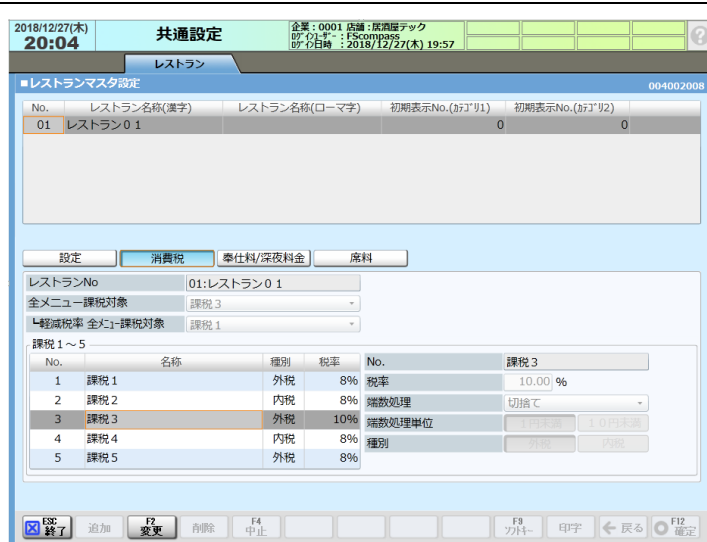 2018/12/27(木)
20:04
共通設定
企業：0001 店舗：居酒屋テック
ﾛｸﾞｲﾝﾕｰｻﾞｰ：FScompass
ﾛｸﾞｲﾝ日時 ：2018/12/27(木) 19:57
?
レストラン
■レストランマスタ設定
004002008
No. レストラン名称(漢字) レストラン名称(ローマ字) 初期表示No.(ｶﾃｺﾞﾘ1) 初期表示No.(ｶﾃｺﾞﾘ2)
01 レストラン０１ 0 0
設定 消費税 奉仕料/深夜料金 席料
レストランNo 01:レストラン０１
全メニュー課税対象 課税３
┗軽減税率 全ﾒﾆｭｰ課税対象 課税１
課税１～５
No. 名称 種別 税率
1 課税１ 外税 8%
2 課税２ 内税 8%
3 課税３ 外税 10%
4 課税４ 内税 8%
5 課税５ 外税 8%
No. 課税３
税率 10.00 %
端数処理 切捨て
端数処理単位 １円未満 １０円未満
種別 外税 内税
ESC 終了
追加
F2 変更
削除
F4 中止
F9 ｿﾌﾄｷｰ
印字
戻る
F12 確定